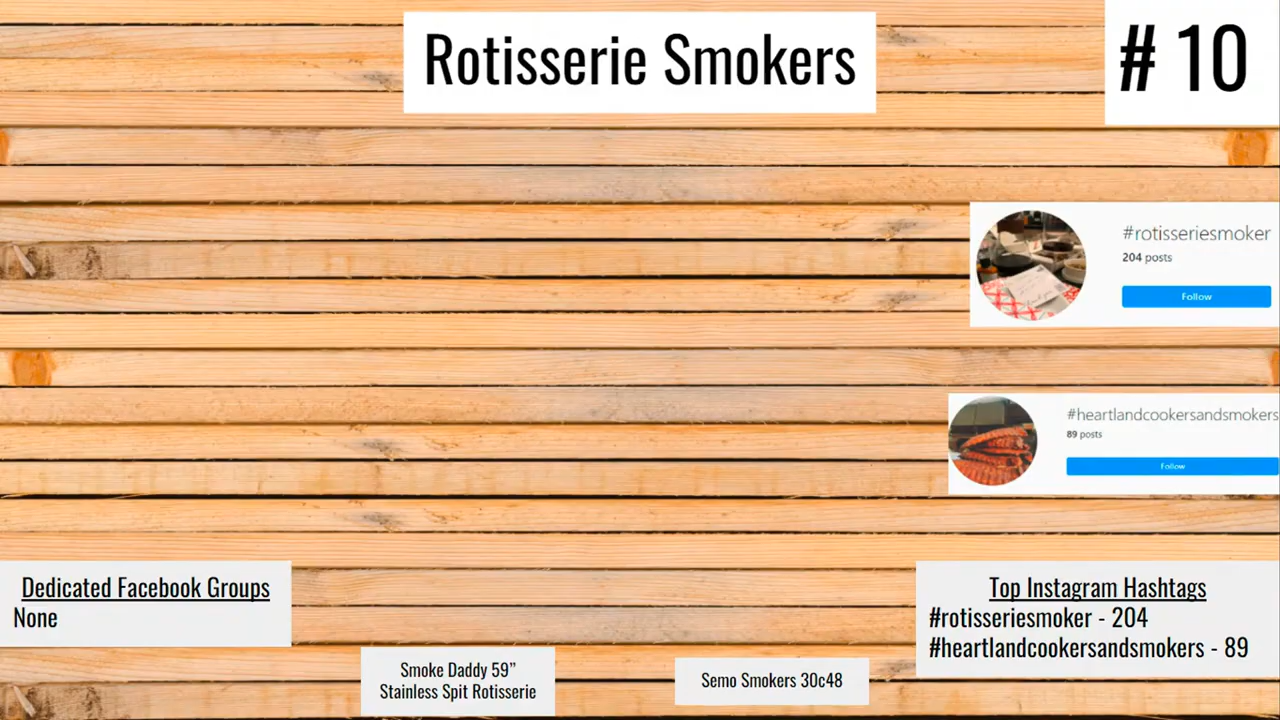 Rotisserie Smokers
# 10
#rotisseriesmoker
204 posts
Follow
#heartlandcookersandsmokers
89 posts
Follow
Dedicated Facebook Groups
None
Top Instagram Hashtags
#rotisseriesmoker - 204
#heartlandcookersandsmokers - 89
Smoke Daddy 59”
Stainless Spit Rotisserie
Semo Smokers 30c48